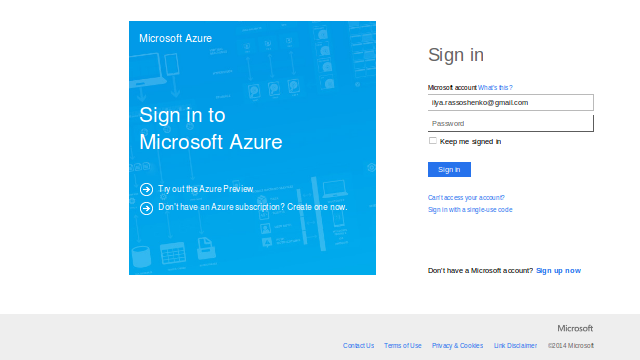 Microsoft Azure
Sign in to
Microsoft Azure
Try out the Azure Preview
Don't have an Azure subscription? Create one now.
Sign in
Microsoft account What's this?
ilya.rassoshenko@gmail.com
Password
Keep me signed in
Sign in
Can't access your account?
Sign in with a single-use code
Don't have a Microsoft account? Sign up now
Microsoft
Contact Us Terms of Use Privacy & Cookies Link Disclaimer ©2014 Microsoft